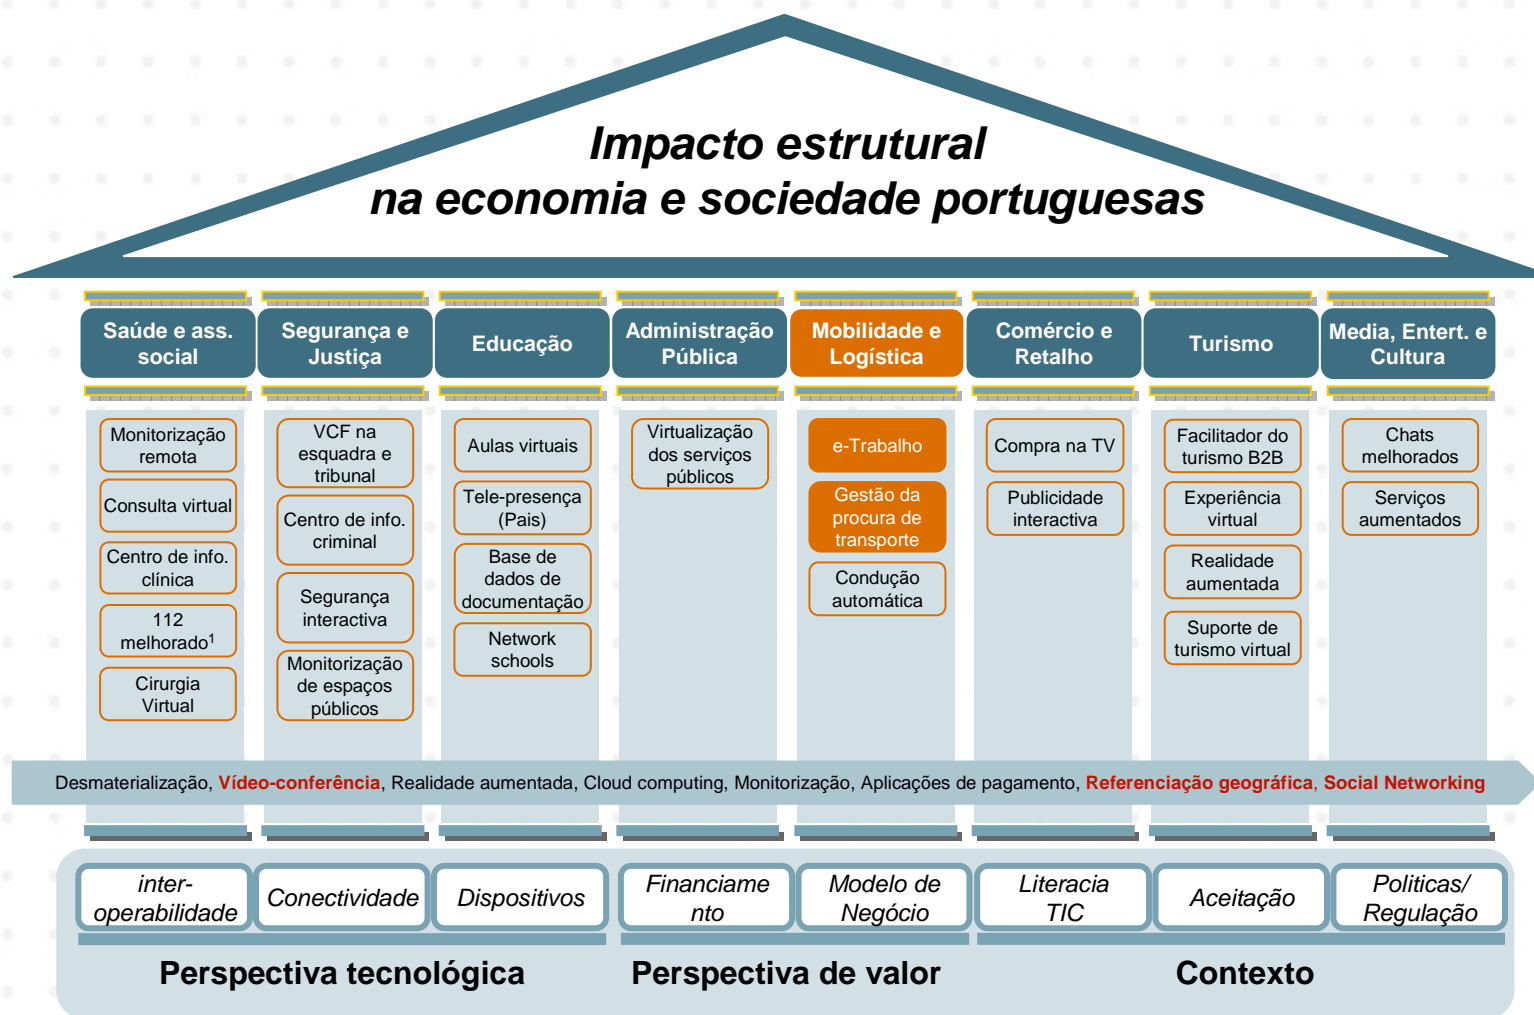 Impacto estrutural
na economia e sociedade portuguesas
Saúde e ass.
social
Segurança e
Justiça
Educação
Administração
Pública
Mobilidade e
Logística
Comércio e
Retalho
Turismo
Media, Entert. e
Cultura
Monitorização
remota
Consulta virtual
Centro de info.
clínica
112
melhorado¹
Cirurgia
Virtual
VCF na
esquadra e
tribunal
Centro de info.
criminal
Segurança
interactiva
Monitorização
de espaços
públicos
Aulas virtuais
Tele-presença
(Pais)
Base de
dados de
documentação
Network
schools
Virtualização
dos serviços
públicos
e-Trabalho
Gestão da
procura de
transporte
Condução
automática
Compra na TV
Publicidade
interactiva
Facilitador do
turismo B2B
Experiência
virtual
Realidade
aumentada
Suporte de
turismo virtual
Chats
melhorados
Serviços
aumentados
Desmaterialização, Vídeo-conferência, Realidade aumentada, Cloud computing, Monitorização, Aplicações de pagamento, Referenciação geográfica, Social Networking
inter-
operabilidade
Conectividade
Dispositivos
Financiame
nto
Modelo de
Negócio
Literacia
TIC
Aceitação
Politicas/
Regulação
Perspectiva tecnológica
Perspectiva de valor
Contexto